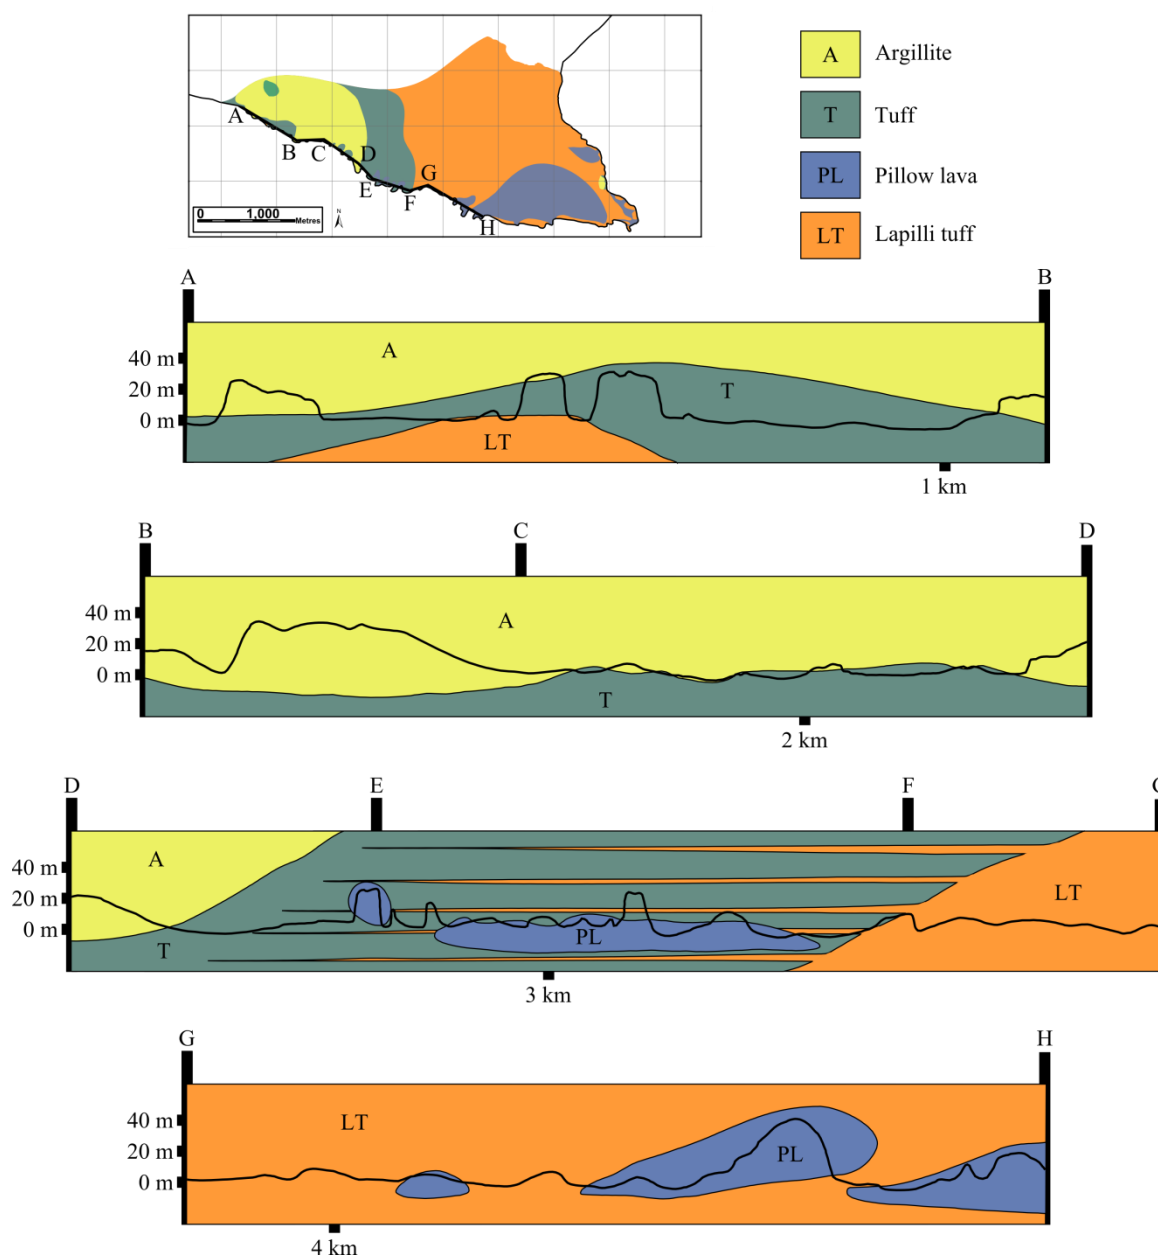 A Argillite
T Tuff
PL Pillow lava
LT Lapilli tuff
A
B
C
D
E
F
G
H
0 1,000 Metres
N
A B
40 m
20 m
0 m
A
T
LT
1 km
B C D
40 m
20 m
0 m
A
T
2 km
D E F
40 m
20 m
0 m
A
T
PL
LT
3 km
G H
40 m
20 m
0 m
LT
PL
4 km